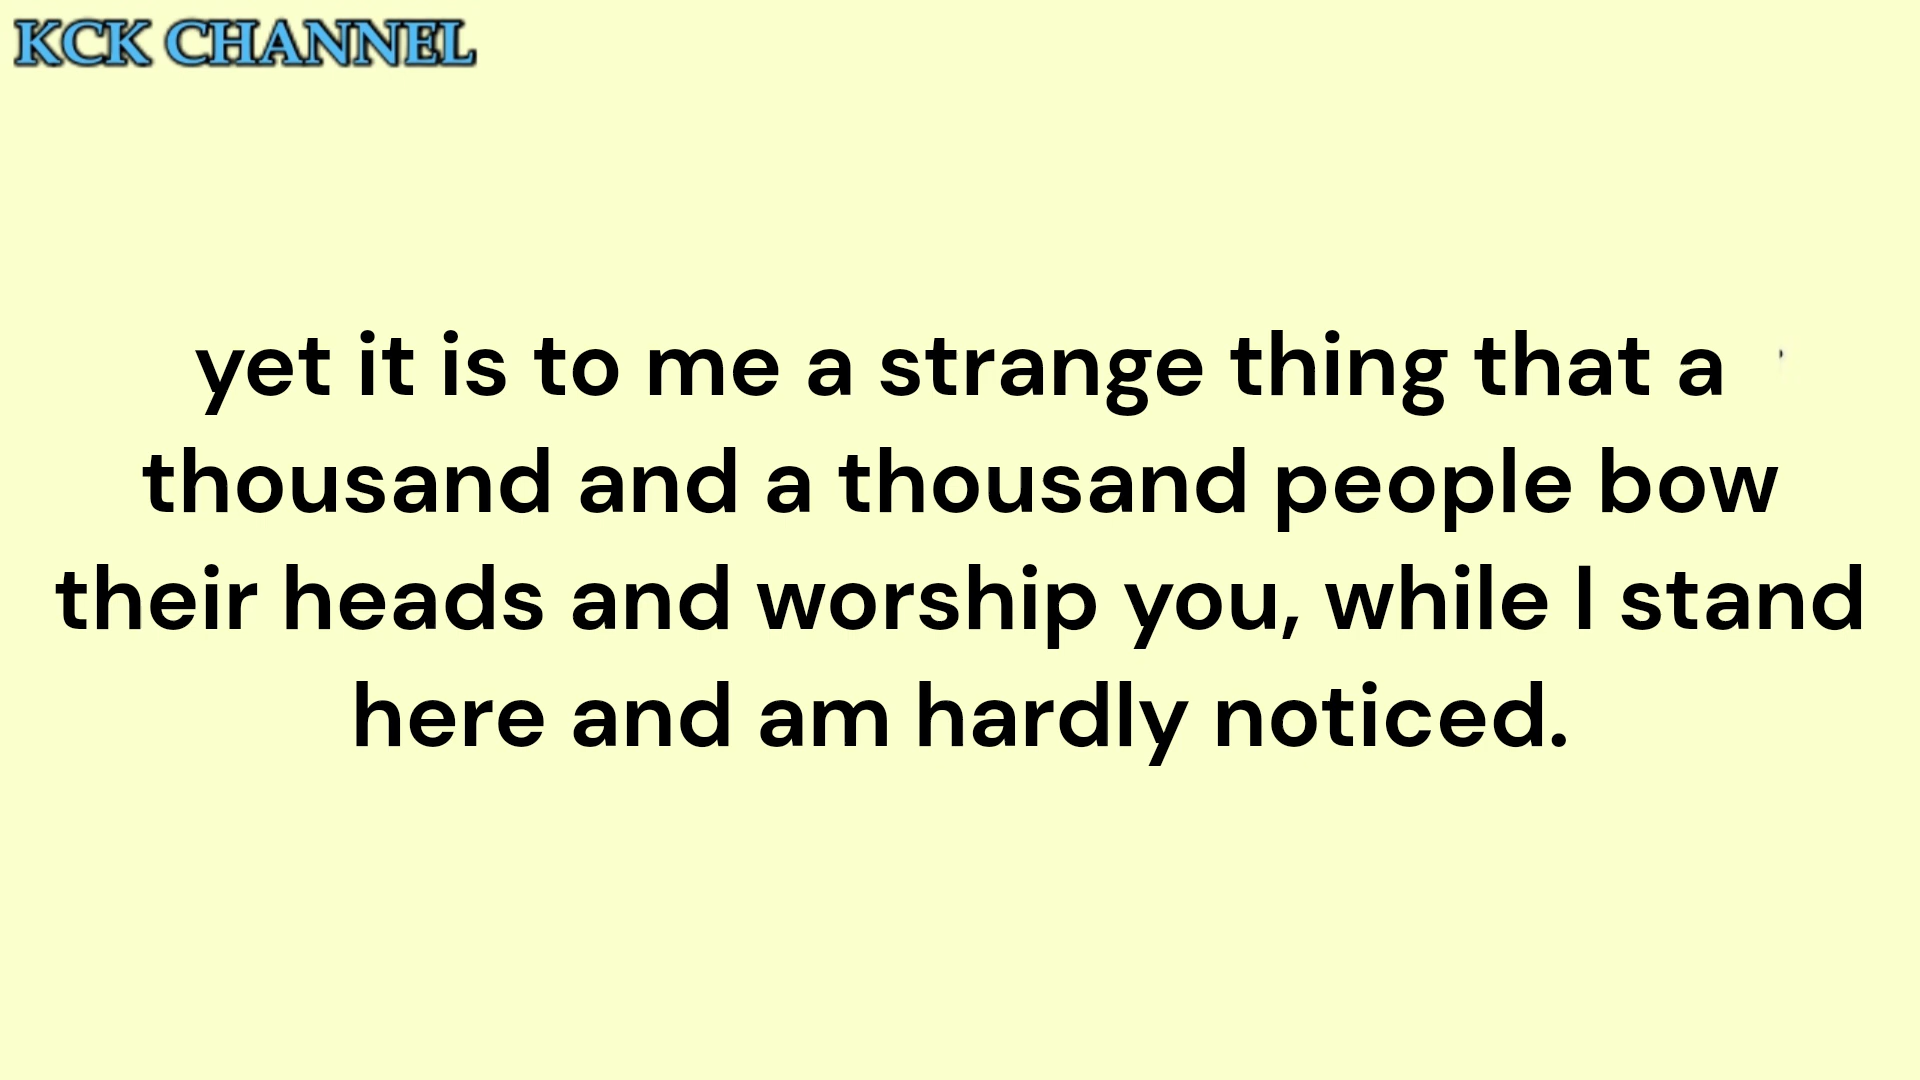 KCK CHANNEL
yet it is to me a strange thing that a
thousand and a thousand people bow
their heads and worship you, while I stand
here and am hardly noticed.